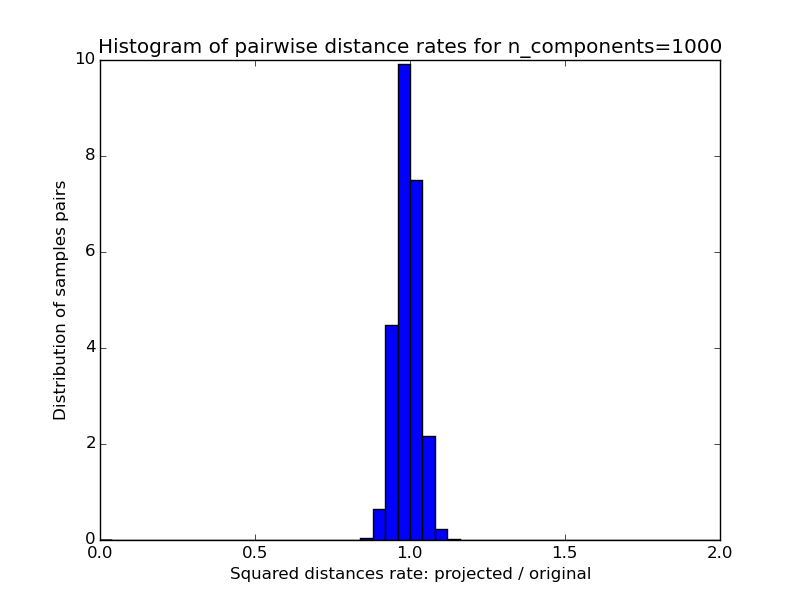 Histogram of pairwise distance rates for n_components=1000
10
8
6
4
2
0
Distribution of samples pairs
0.0 0.5 1.0 1.5 2.0
Squared distances rate: projected / original